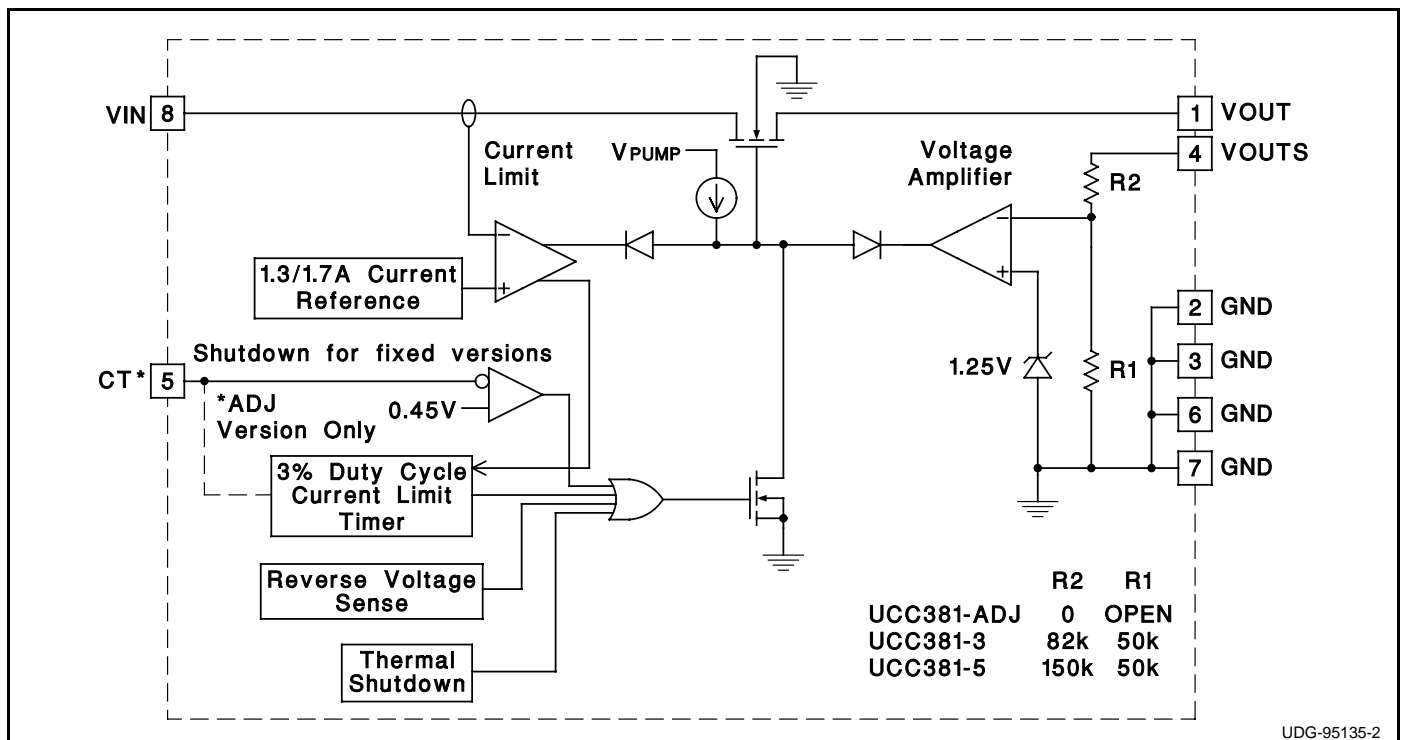 VIN 8
1 VOUT
4 VOUTS
Current
Limit
VPUMP
Voltage
Amplifier
R2
−
+
−
+
1.3/1.7A Current
Reference
2 GND
Shutdown for fixed versions
CT* 5
0.45V
*ADJ
Version Only
1.25V
R1
3 GND
6 GND
7 GND
3% Duty Cycle
Current Limit
Timer
Reverse Voltage
Sense
Thermal
Shutdown
R2 R1
UCC381-ADJ 0 OPEN
UCC381-3 82k 50k
UCC381-5 150k 50k
UDG-95135-2